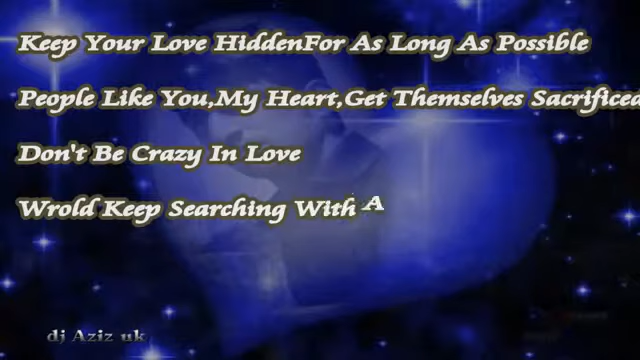 Keep Your Love HiddenFor As Long As Possible
People Like You,My Heart,Get Themselves Sacrificed
Don't Be Crazy In Love
Wrold Keep Searching With A
dj Aziz uk